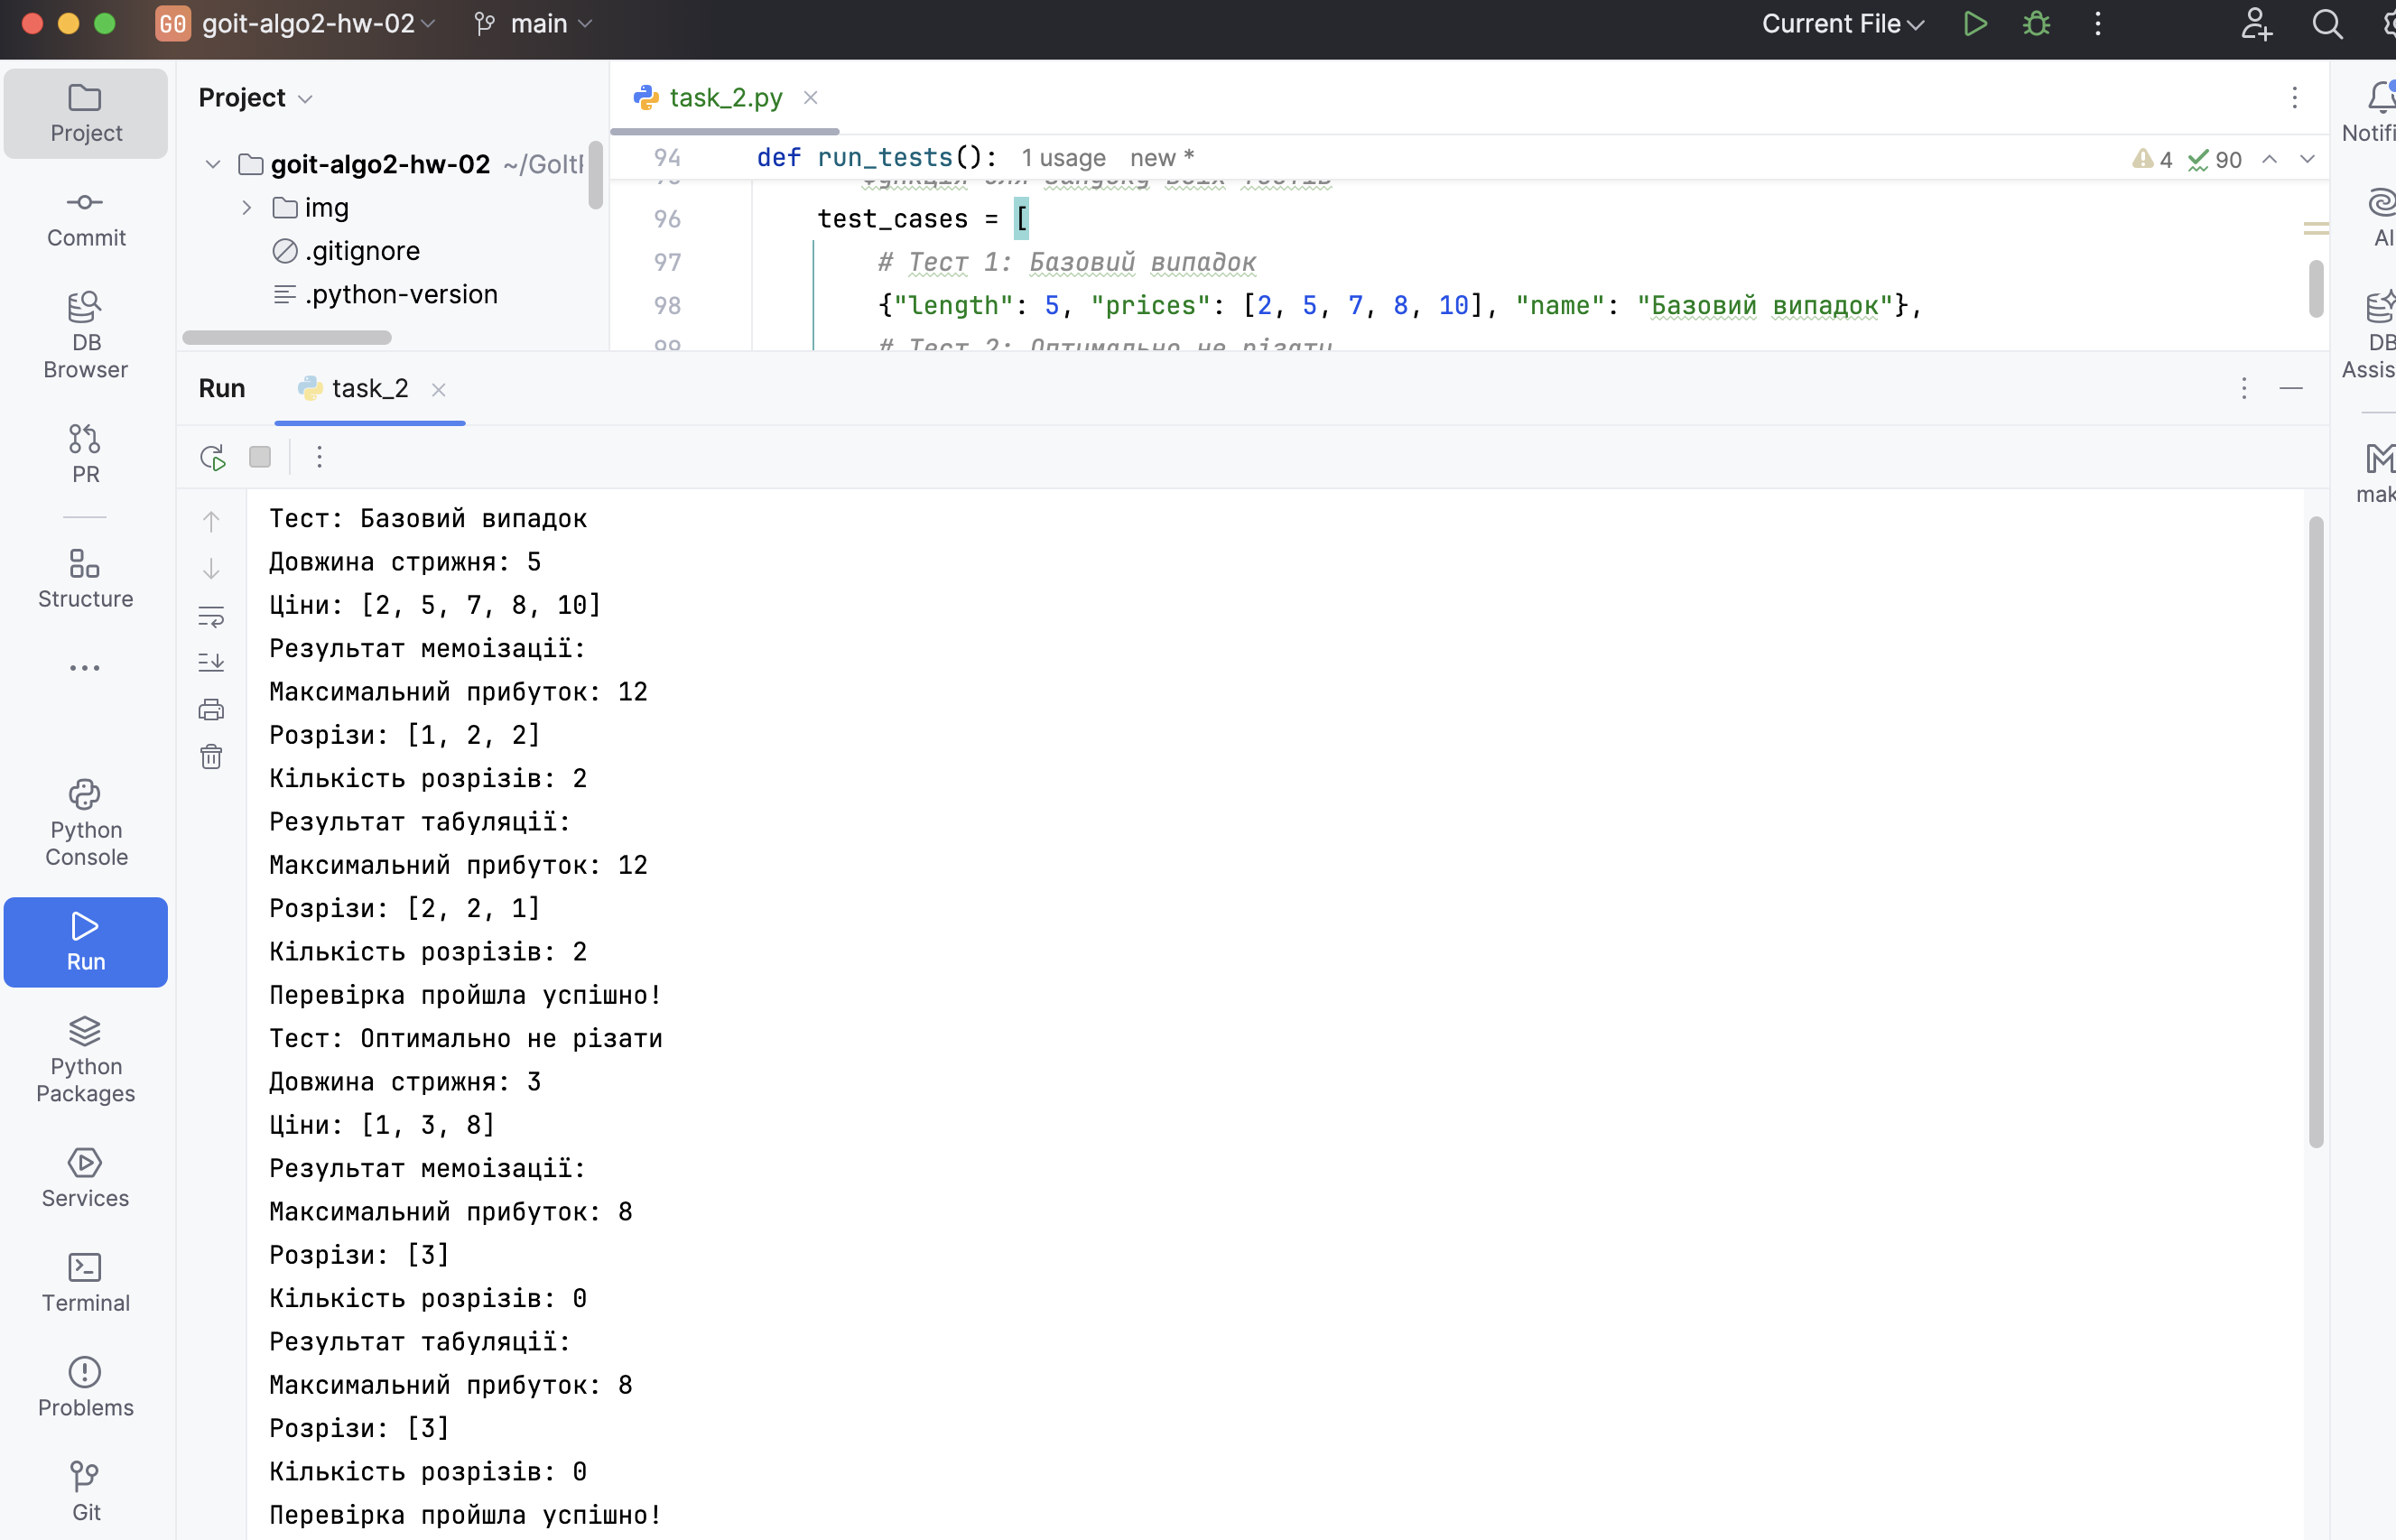 GO goit-algo2-hw-02 main Current File
Project
Commit
DB
Browser
PR
Structure
Python
Console
Run
Python
Packages
Services
Terminal
Problems
Git
Project
goit-algo2-hw-02
img
.gitignore
.python-version
task_2.py
94 def run_tests(): 1 usage new *
4 90
функція для запуску всіх тестів
96 test_cases = [
97 # Тест 1: Базовий випадок
98 {"length": 5, "prices": [2, 5, 7, 8, 10], "name": "Базовий випадок"},
99 # Тест 2: Оптимально не різати
Run task_2
Тест: Базовий випадок
Довжина стрижня: 5
Ціни: [2, 5, 7, 8, 10]
Результат мемоізації:
Максимальний прибуток: 12
Розрізи: [1, 2, 2]
Кількість розрізів: 2
Результат табуляції:
Максимальний прибуток: 12
Розрізи: [2, 2, 1]
Кількість розрізів: 2
Перевірка пройшла успішно!
Тест: Оптимально не різати
Довжина стрижня: 3
Ціни: [1, 3, 8]
Результат мемоізації:
Максимальний прибуток: 8
Розрізи: [3]
Кількість розрізів: 0
Результат табуляції:
Максимальний прибуток: 8
Розрізи: [3]
Кількість розрізів: 0
Перевірка пройшла успішно!
Notifi
AI
DB
Assis
mak